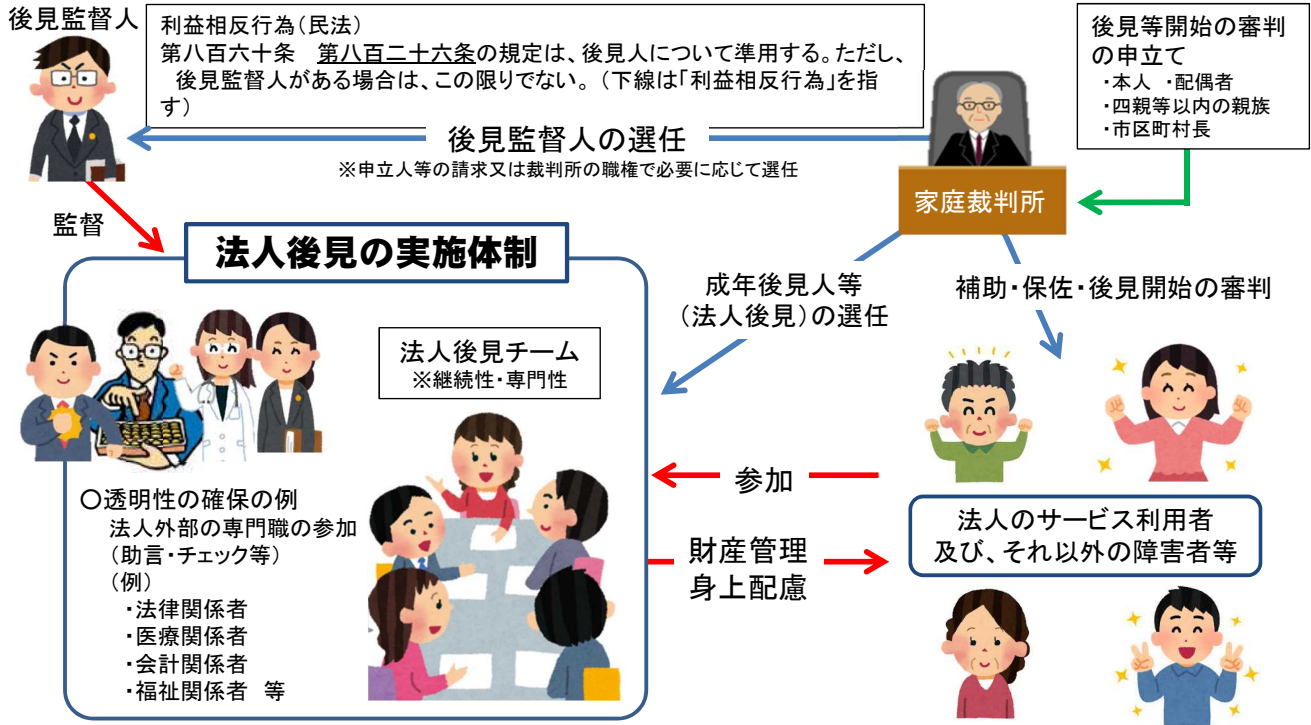 後見監督人
利益相反行為(民法)
第八百六十条 第八百二十六条の規定は、後見人について準用する。ただし、
後見監督人がある場合は、この限りでない。(下線は「利益相反行為」を指
す)
後見等開始の審判
の申立て
・本人 ・配偶者
・四親等以内の親族
・市区町村長
後見監督人の選任
※申立人等の請求又は裁判所の職権で必要に応じて選任
家庭裁判所
監督
法人後見の実施体制
成年後見人等
(法人後見)の選任
補助・保佐・後見開始の審判
法人後見チーム
※継続性・専門性
参加
財産管理
身上配慮
〇透明性の確保の例
法人外部の専門職の参加
(助言・チェック等)
(例)
・法律関係者
・医療関係者
・会計関係者
・福祉関係者 等
法人のサービス利用者
及び、それ以外の障害者等